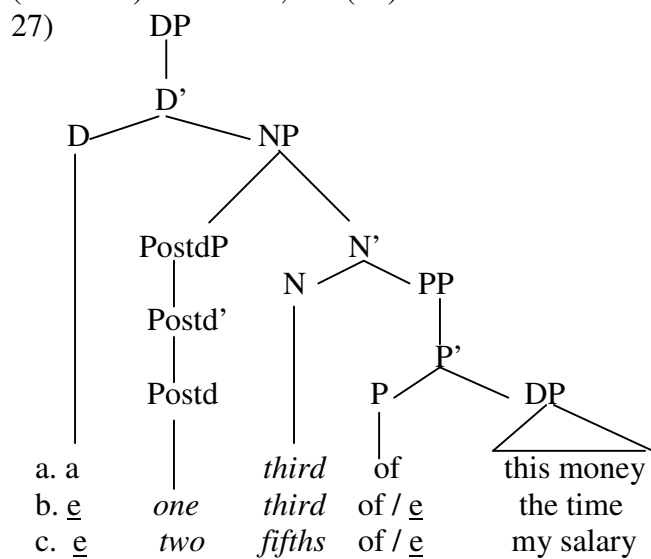 27) DP
D'
D NP
PostdP N'
N PP
Postd'
P'
Postd P DP
a. a third of this money
b. e one third of / e the time
c. e two fifths of / e my salary